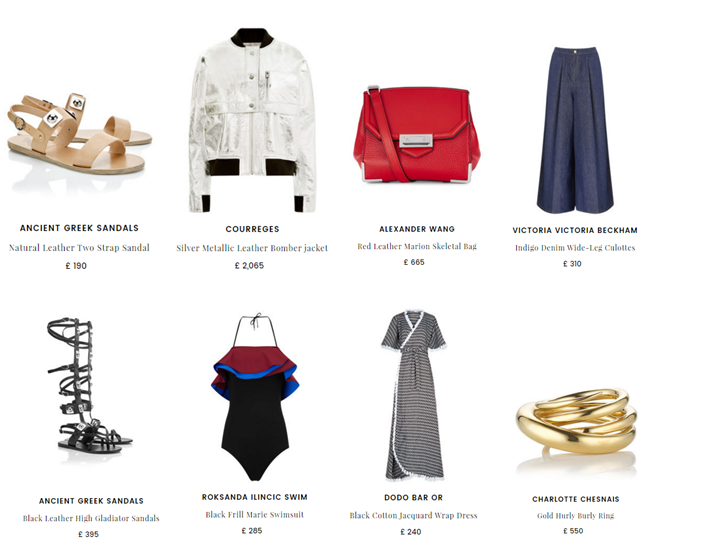 ANCIENT GREEK SANDALS
Natural Leather Two Strap Sandal
£ 190
COURREGES
Silver Metallic Leather Bomber jacket
£ 2,065
ALEXANDER WANG
Red Leather Marion Skeletal Bag
£ 665
VICTORIA VICTORIA BECKHAM
Indigo Denim Wide-Leg Culottes
£ 310
ANCIENT GREEK SANDALS
Black Leather High Gladiator Sandals
£ 395
ROKSANDA ILINCIC SWIM
Black Frill Marie Swimsuit
£ 285
DODO BAR OR
Black Cotton Jacquard Wrap Dress
£ 240
CHARLOTTE CHESNAIS
Gold Hurly Burly Ring
£ 550